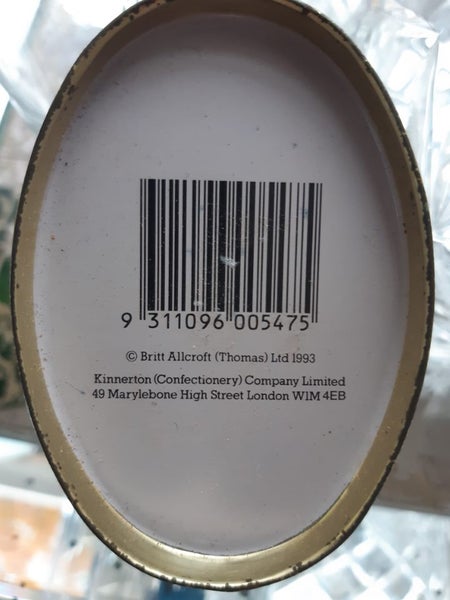 9 311096 005475
© Britt Allcroft (Thomas) Ltd 1993
Kinnerton (Confectionery) Company Limited
49 Marylebone High Street London W1M 4EB